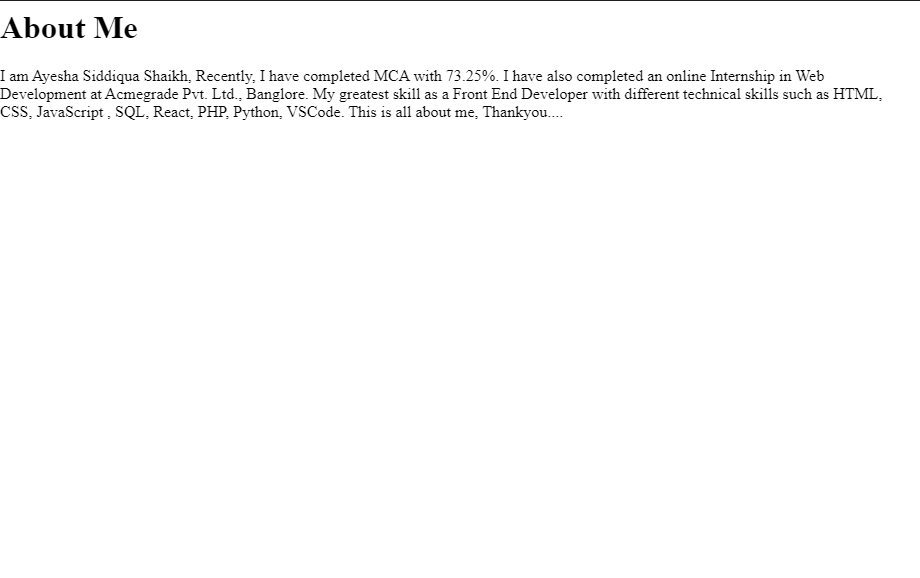 About Me
I am Ayesha Siddiqua Shaikh, Recently, I have completed MCA with 73.25%. I have also completed an online Internship in Web
Development at Acmegrade Pvt. Ltd., Banglore. My greatest skill as a Front End Developer with different technical skills such as HTML,
CSS, JavaScript , SQL, React, PHP, Python, VSCode. This is all about me, Thankyou....